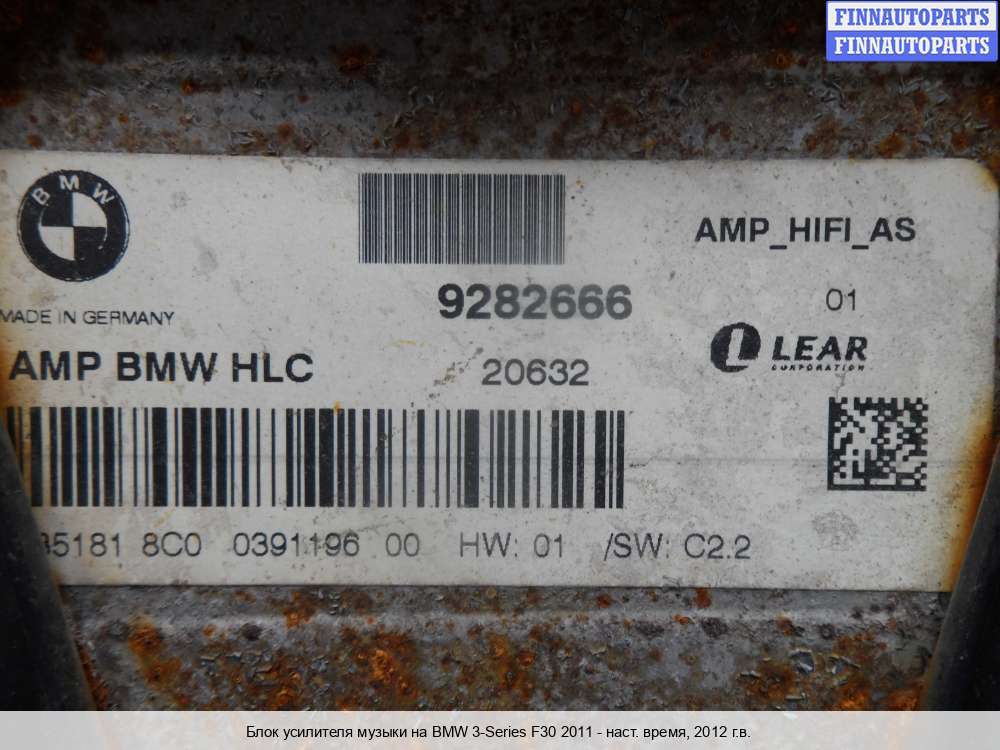 FINNAUTOPARTS
FINNAUTOPARTS
BMW
AMP_HIFI_AS
9282666
01
MADE IN GERMANY
LEAR
CORPORATION
AMP BMW HLC
20632
5181 8C0 0391196 00 HW: 01 /SW: C2.2
Блок усилителя музыки на BMW 3-Series F30 2011 - наст. время, 2012 г.в.